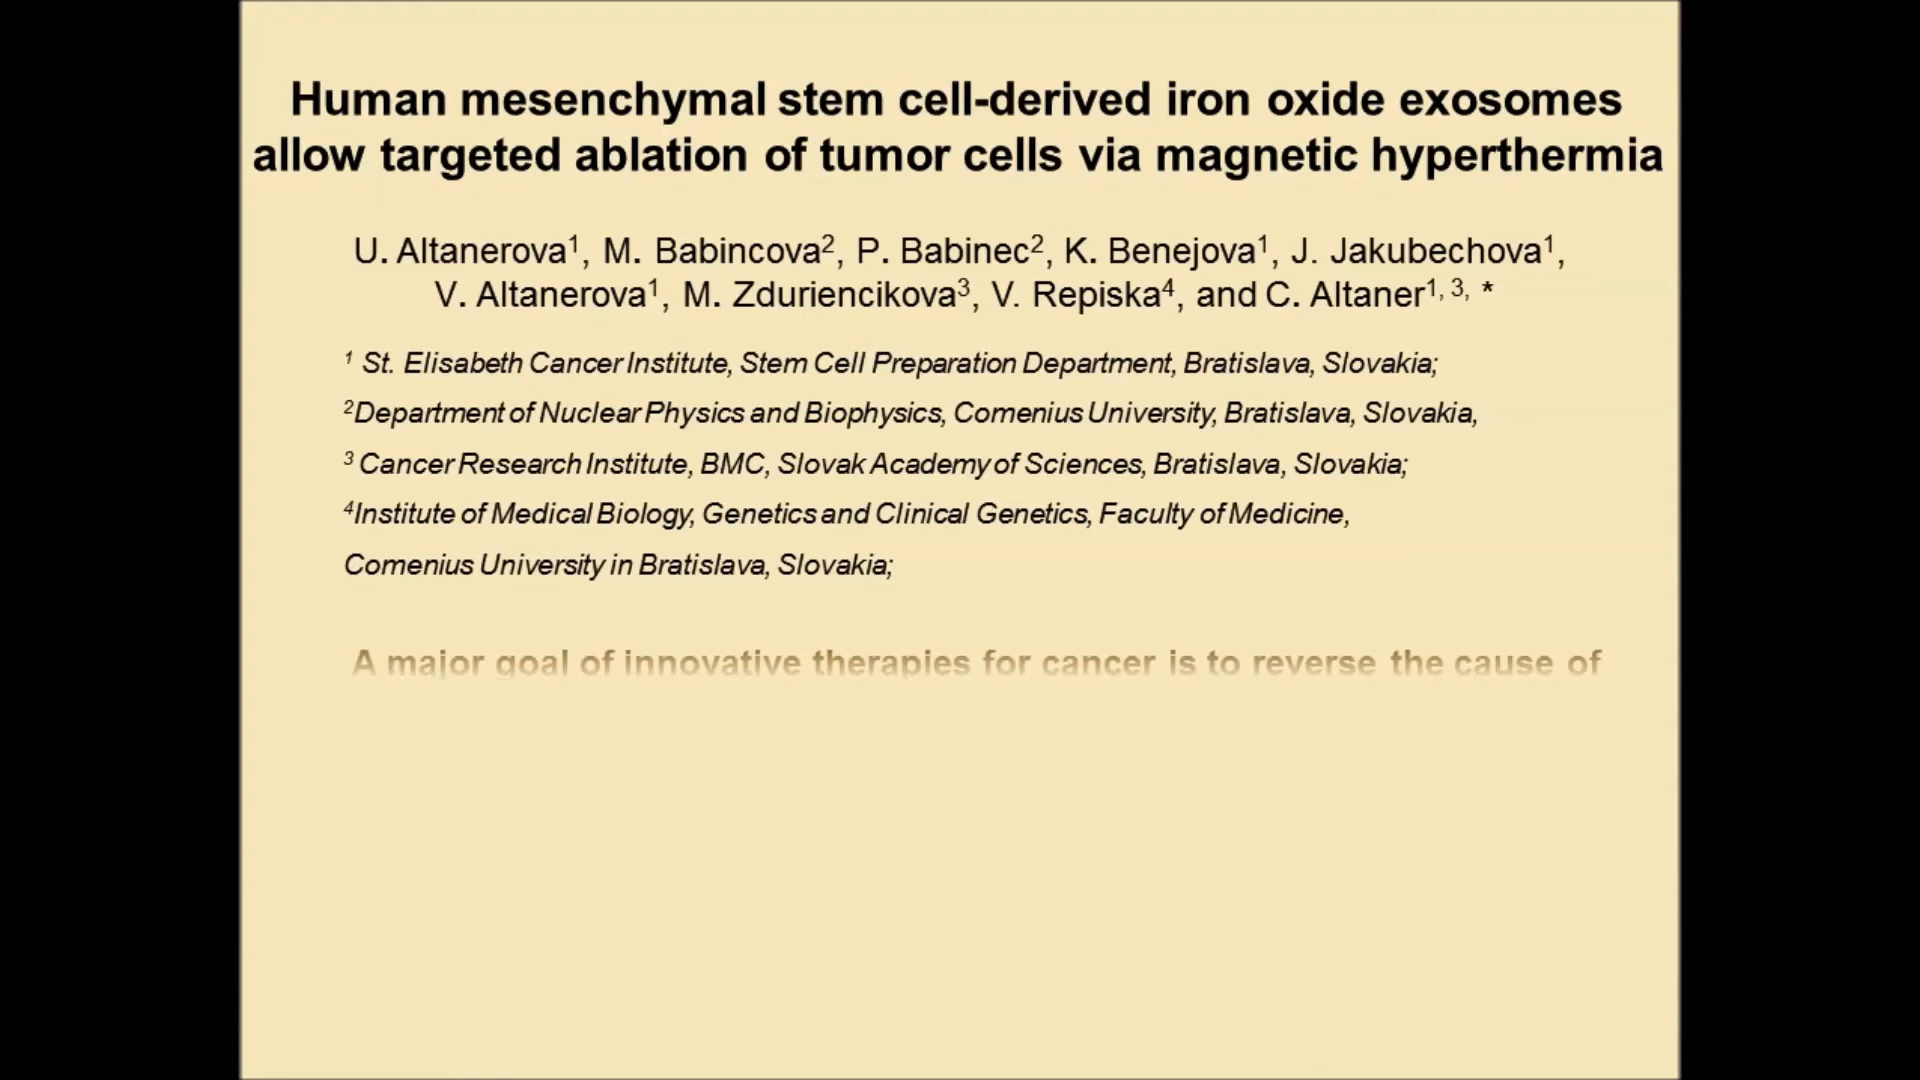 Human mesenchymal stem cell-derived iron oxide exosomes
allow targeted ablation of tumor cells via magnetic hyperthermia
U. Altanerova1, M. Babincova2, P. Babinec2, K. Benejova1, J. Jakubechova1,
V. Altanerova1, M. Zduriencikova3, V. Repiska4, and C. Altaner1, 3, *
1 St. Elisabeth Cancer Institute, Stem Cell Preparation Department, Bratislava, Slovakia;
2Department of Nuclear Physics and Biophysics, Comenius University, Bratislava, Slovakia,
3 Cancer Research Institute, BMC, Slovak Academy of Sciences, Bratislava, Slovakia;
4Institute of Medical Biology, Genetics and Clinical Genetics, Faculty of Medicine,
Comenius University in Bratislava, Slovakia;
A major goal of innovative therapies for cancer is to reverse the cause of